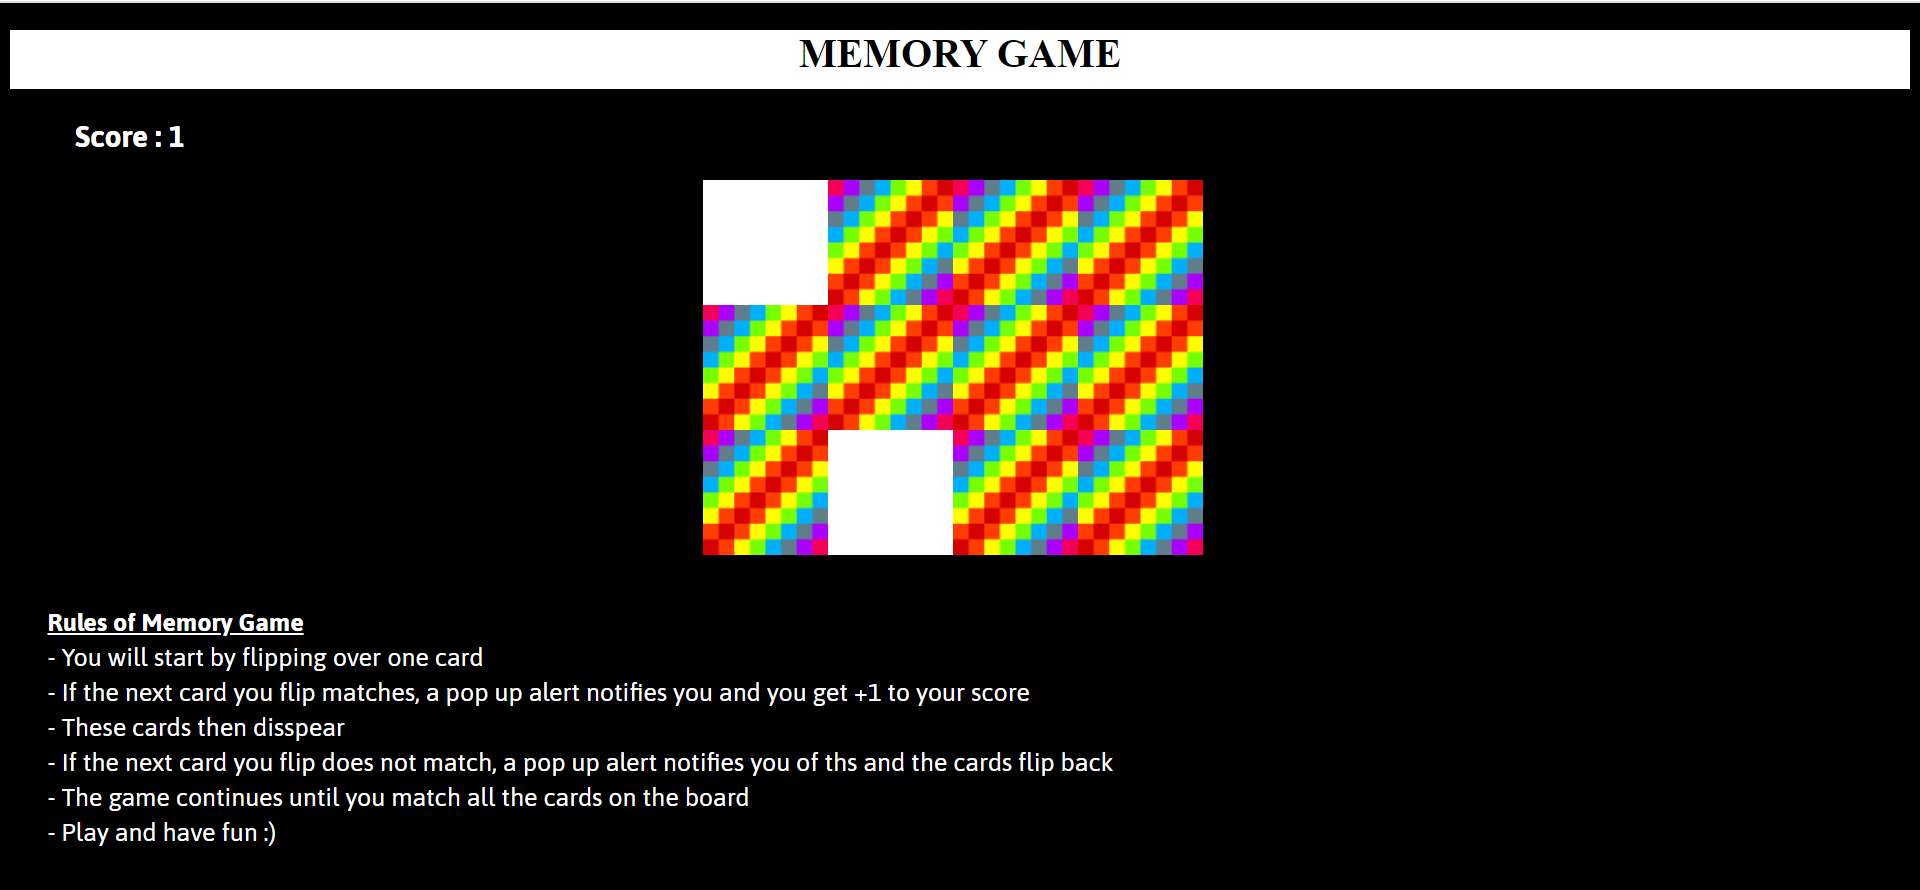 MEMORY GAME
Score : 1
Rules of Memory Game
- You will start by flipping over one card
- If the next card you flip matches, a pop up alert notifies you and you get +1 to your score
- These cards then disspear
- If the next card you flip does not match, a pop up alert notifies you of ths and the cards flip back
- The game continues until you match all the cards on the board
- Play and have fun :)